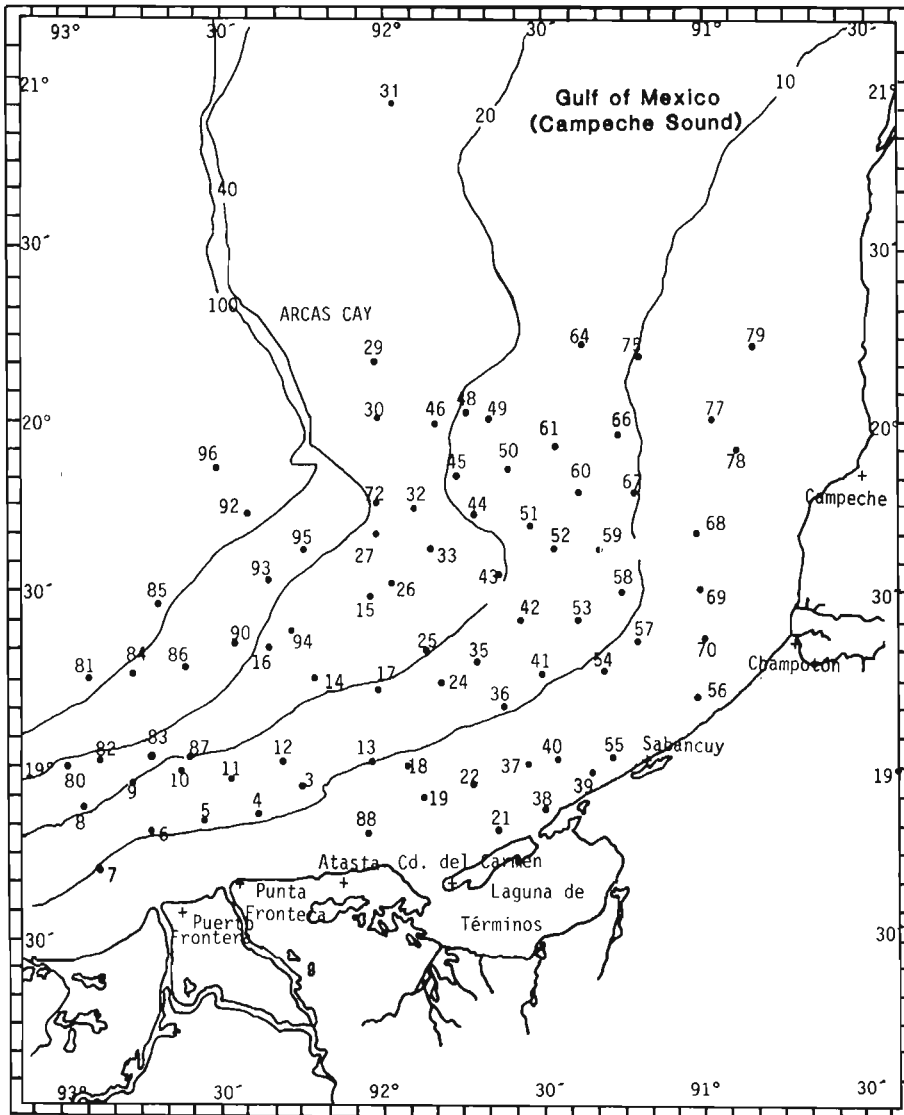 93° 30´ 92° 30´ 91° 30´
21° 31 10 21°
20 Gulf of Mexico
(Campeche Sound)
40
30´ 30´
100 ARCAS CAY
29 64 75 79
30 46 48 49 77
20° 61 66 20°
96 45 50 78
92 72 32 44 60 67 Campeche
95 27 33 51 52 59 68
93 43 58
85 15 26 30´
30´ 42 53 69
90 94 25 35 57 70
81 84 86 16 41 54 Champotón
14 17 24 56
36
83 87 12 13 40 55 Sabancuy
19° 82 18 37 19°
80 10 11 3 22 39
9 19 38
8 5 4 88 21
6
7 Atasta Cd. del Carmen
Punta Laguna de
Frontera Términos
Puerto
Frontera
30´ 30´
93° 30´ 92° 30´ 91° 30´